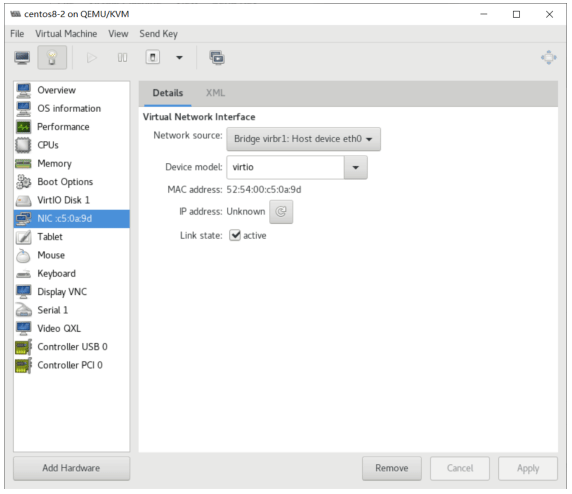 centos8-2 on QEMU/KVM
File Virtual Machine View Send Key
Overview
OS information
Performance
CPUs
Memory
Boot Options
VirtIO Disk 1
NIC :c5:0a:9d
Tablet
Mouse
Keyboard
Display VNC
Serial 1
Video QXL
Controller USB 0
Controller PCI 0
Add Hardware
Details XML
Virtual Network Interface
Network source: Bridge virbr1: Host device eth0
Device model: virtio
MAC address: 52:54:00:c5:0a:9d
IP address: Unknown
Link state: active
Remove Cancel Apply